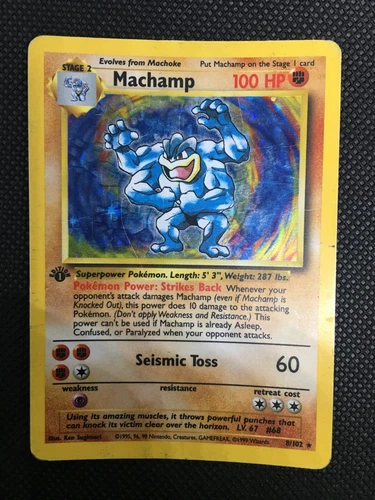 STAGE 2
Evolves from Machoke
Put Machamp on the Stage 1 card
Machamp
100 HP
EDITION
1
Superpower Pokémon. Length: 5' 3", Weight: 287 lbs.
Pokémon Power: Strikes Back Whenever your
opponent's attack damages Machamp (even if Machamp is
Knocked Out), this power does 10 damage to the attacking
Pokémon. (Don't apply Weakness and Resistance.) This
power can't be used if Machamp is already Asleep,
Confused, or Paralyzed when your opponent attacks.
Seismic Toss
60
weakness
resistance
retreat cost
Using its amazing muscles, it throws powerful punches that
can knock its victim clear over the horizon. LV. 67 #68
Illus. Ken Sugimori
©1995, 96, 98 Nintendo, Creatures, GAMEFREAK. ©1999 Wizards
8/102